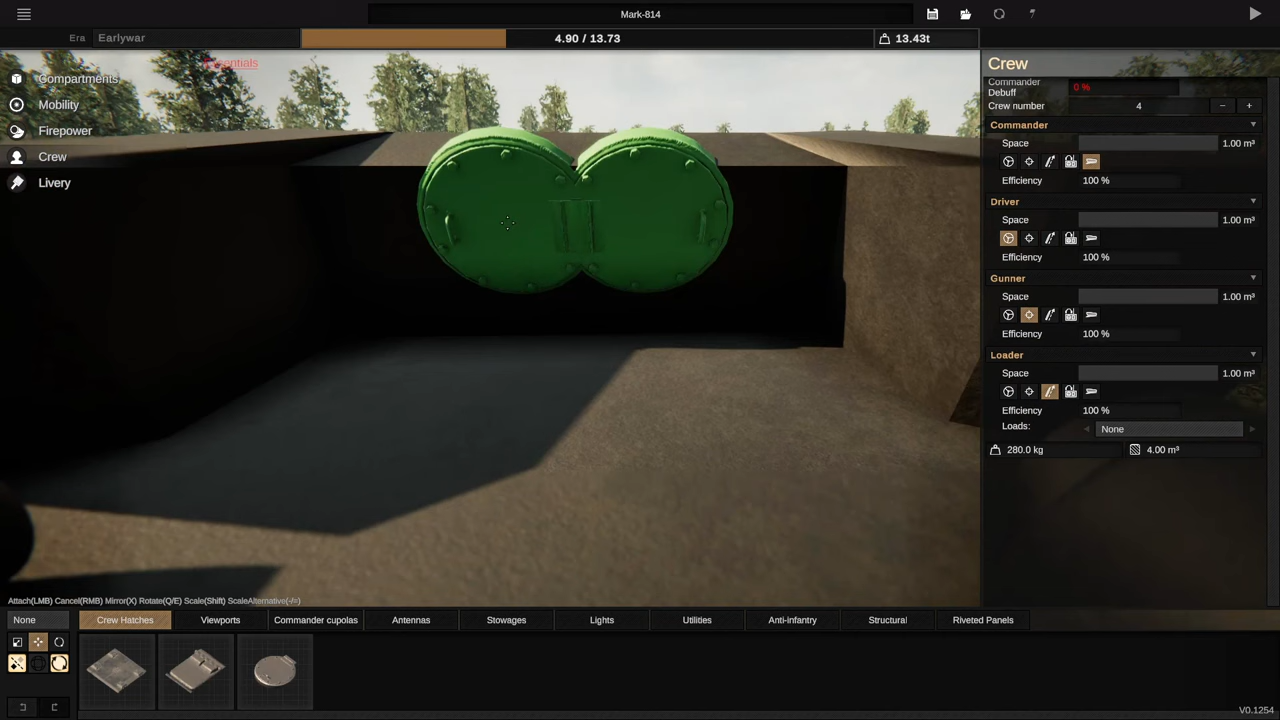 Mark-814
Era
Earlywar
4.90 / 13.73
13.43t
Compartments
Mobility
Firepower
Crew
Livery
Crew
Commander
Debuff
0 %
Crew number
4
−
+
Commander
Space
1.00 m³
Efficiency
100 %
Driver
Space
1.00 m³
Efficiency
100 %
Gunner
Space
1.00 m³
Efficiency
100 %
Loader
Space
1.00 m³
Efficiency
100 %
Loads:
None
280.0 kg
4.00 m³
Attach(LMB) Cancel(RMB) Mirror(X) Rotate(Q/E) Scale(Shift) ScaleAlternative(-/=)
None
Crew Hatches
Viewports
Commander cupolas
Antennas
Stowages
Lights
Utilities
Anti-infantry
Structural
Riveted Panels
V0.1254